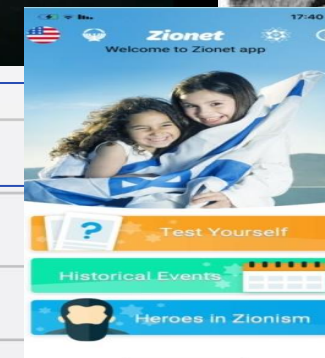 17:40
Zionet
Welcome to Zionet app
?
Test Yourself
Historical Events
Heroes in Zionism